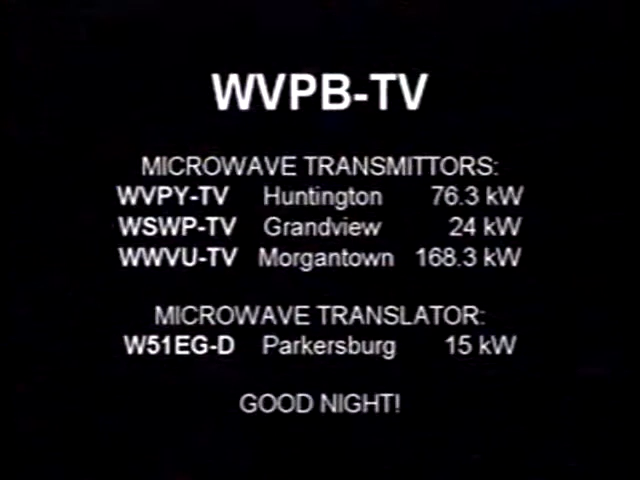 WVPB-TV
MICROWAVE TRANSMITTORS:
WVPY-TV Huntington 76.3 kW
WSWP-TV Grandview 24 kW
WWVU-TV Morgantown 168.3 kW
MICROWAVE TRANSLATOR:
W51EG-D Parkersburg 15 kW
GOOD NIGHT!